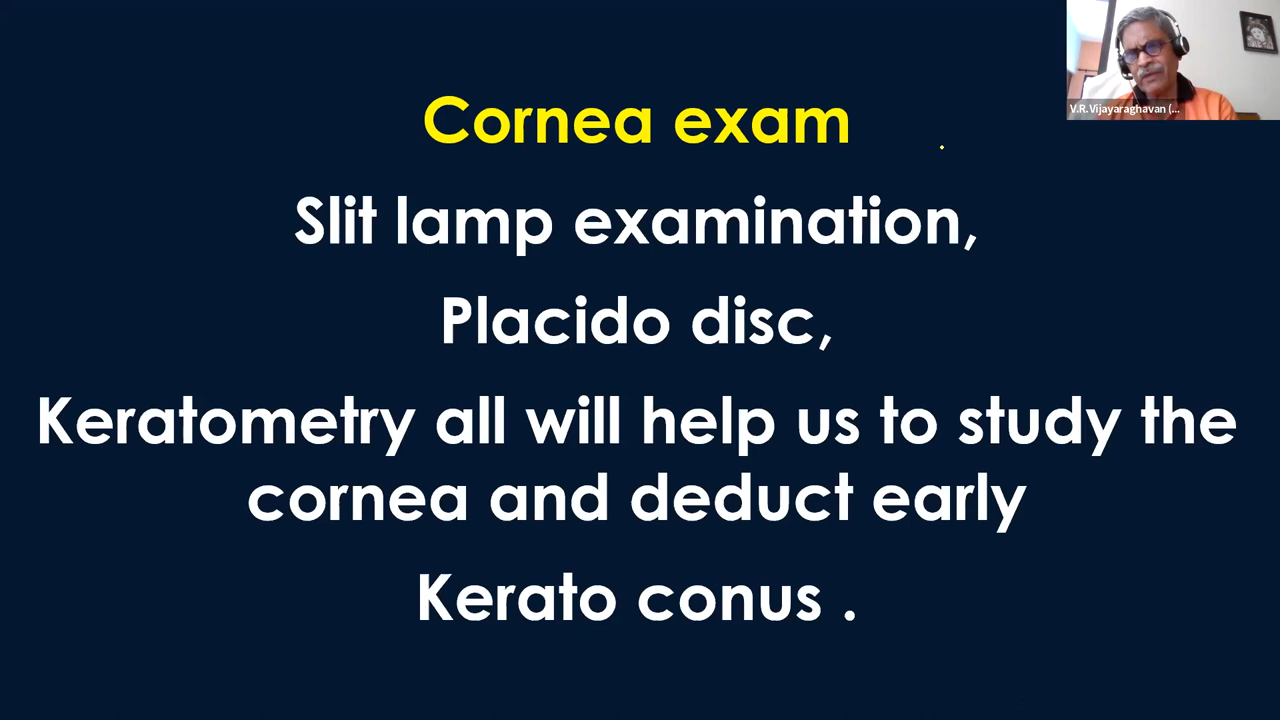 Cornea exam
V.R.Vijayaraghavan (...
Slit lamp examination,
Placido disc,
Keratometry all will help us to study the
cornea and deduct early
Kerato conus .